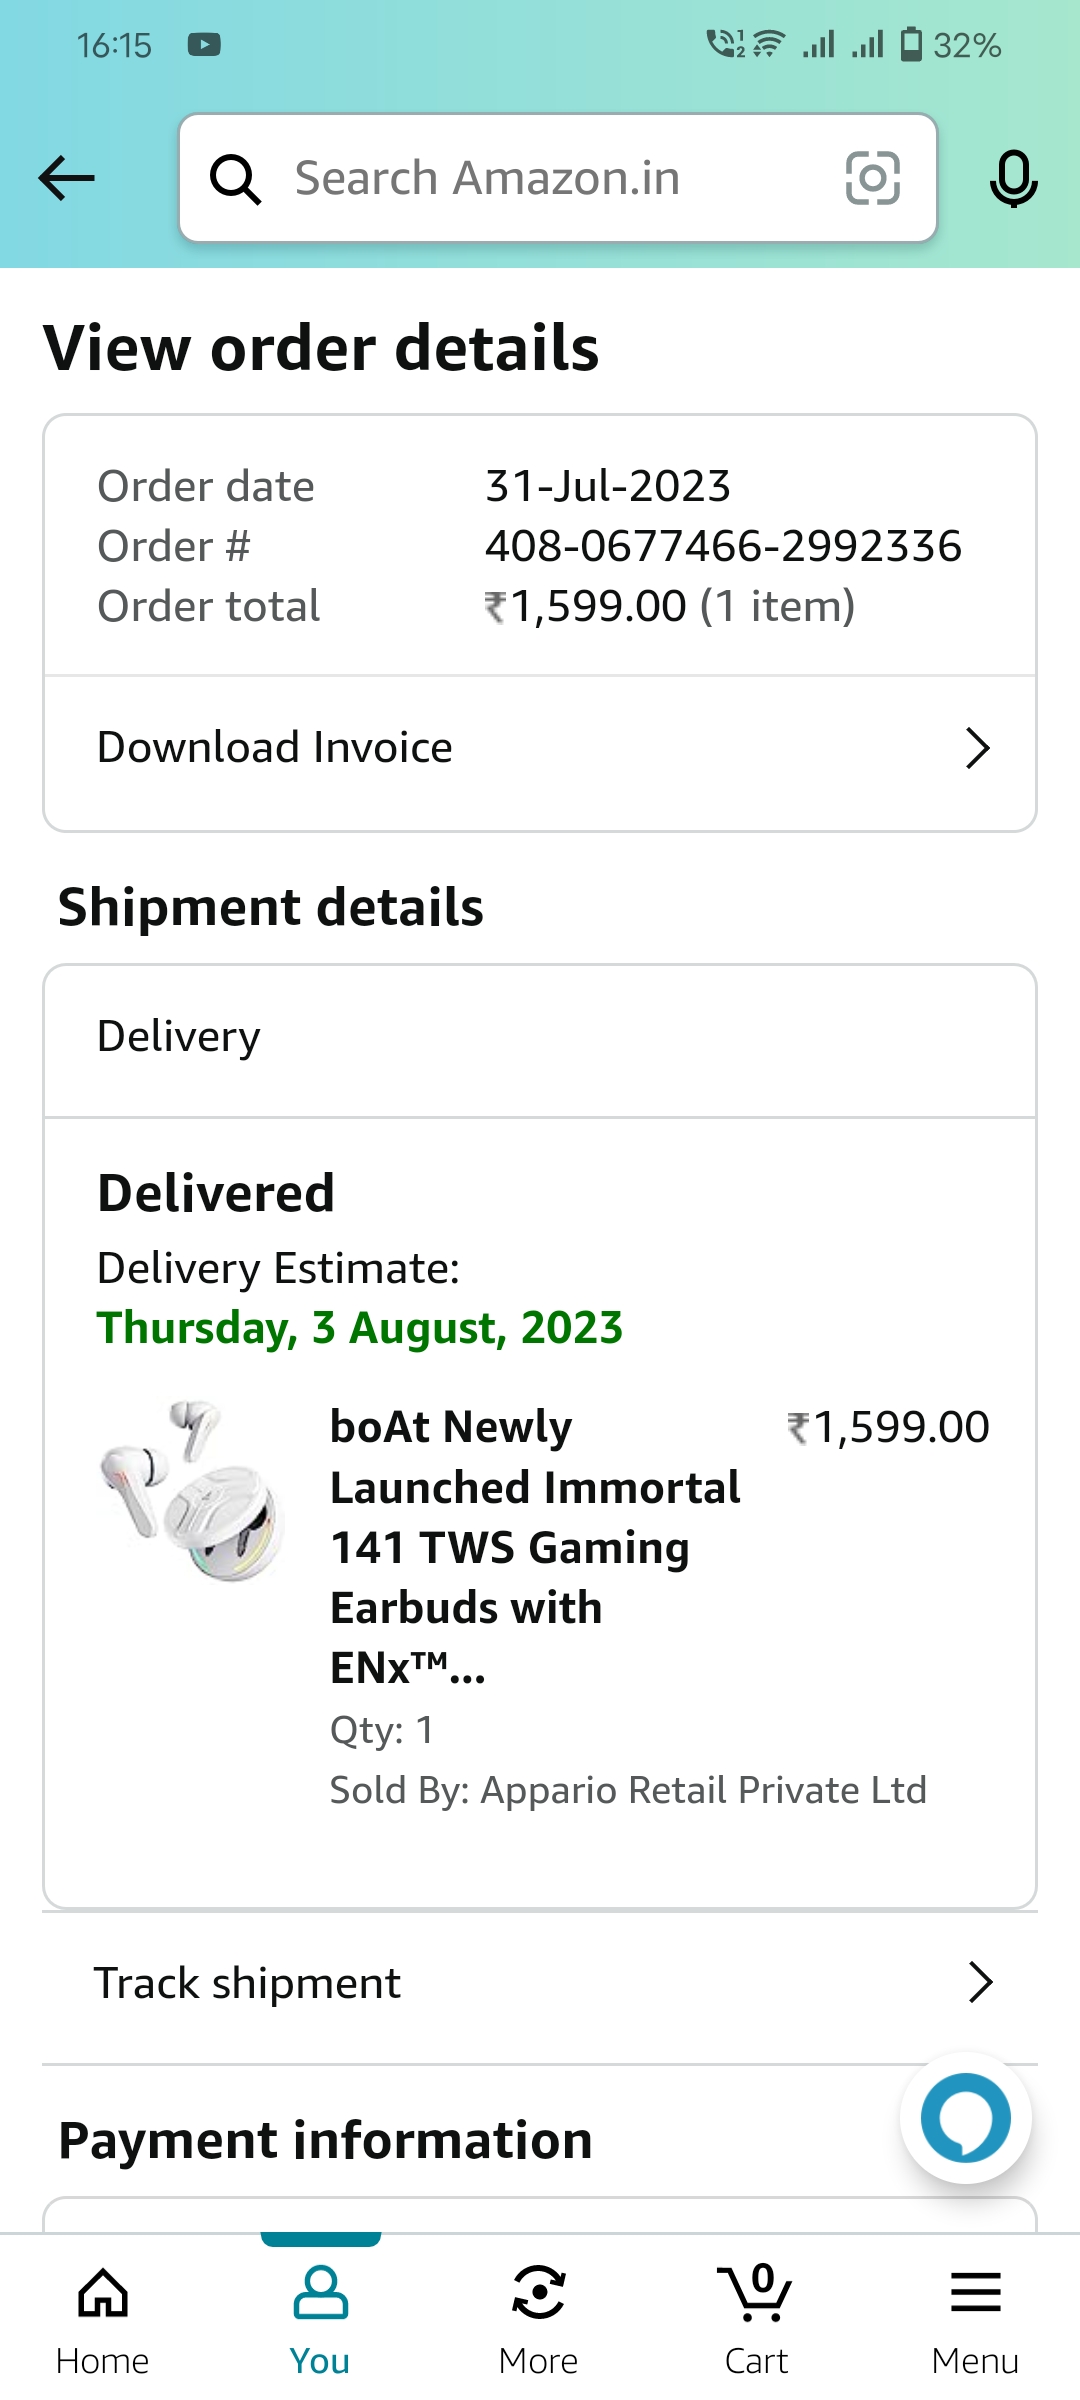 16:15 32%
Search Amazon.in
View order details
Order date 31-Jul-2023
Order # 408-0677466-2992336
Order total ₹1,599.00 (1 item)
Download Invoice
Shipment details
Delivery
Delivered
Delivery Estimate:
Thursday, 3 August, 2023
boAt Newly ₹1,599.00
Launched Immortal
141 TWS Gaming
Earbuds with
ENx™...
Qty: 1
Sold By: Appario Retail Private Ltd
Track shipment
Payment information
0
Home You More Cart Menu